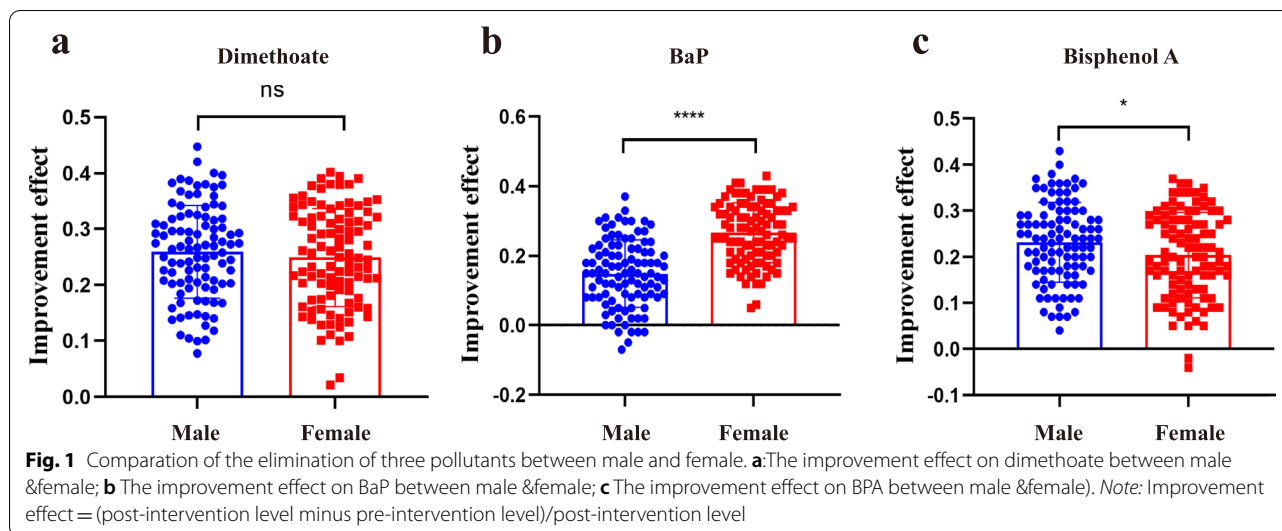 a
Dimethoate
ns
0.5
0.4
0.3
0.2
0.1
0.0
Improvement effect
Male
Female
b
BaP
****
0.6
0.4
0.2
0.0
-0.2
Improvement effect
Male
Female
c
Bisphenol A
*
0.5
0.4
0.3
0.2
0.1
0.0
-0.1
Improvement effect
Male
Female
Fig. 1 Comparation of the elimination of three pollutants between male and female. a:The improvement effect on dimethoate between male
&female; b The improvement effect on BaP between male &female; c The improvement effect on BPA between male &female). Note: Improvement
effect = (post-intervention level minus pre-intervention level)/post-intervention level